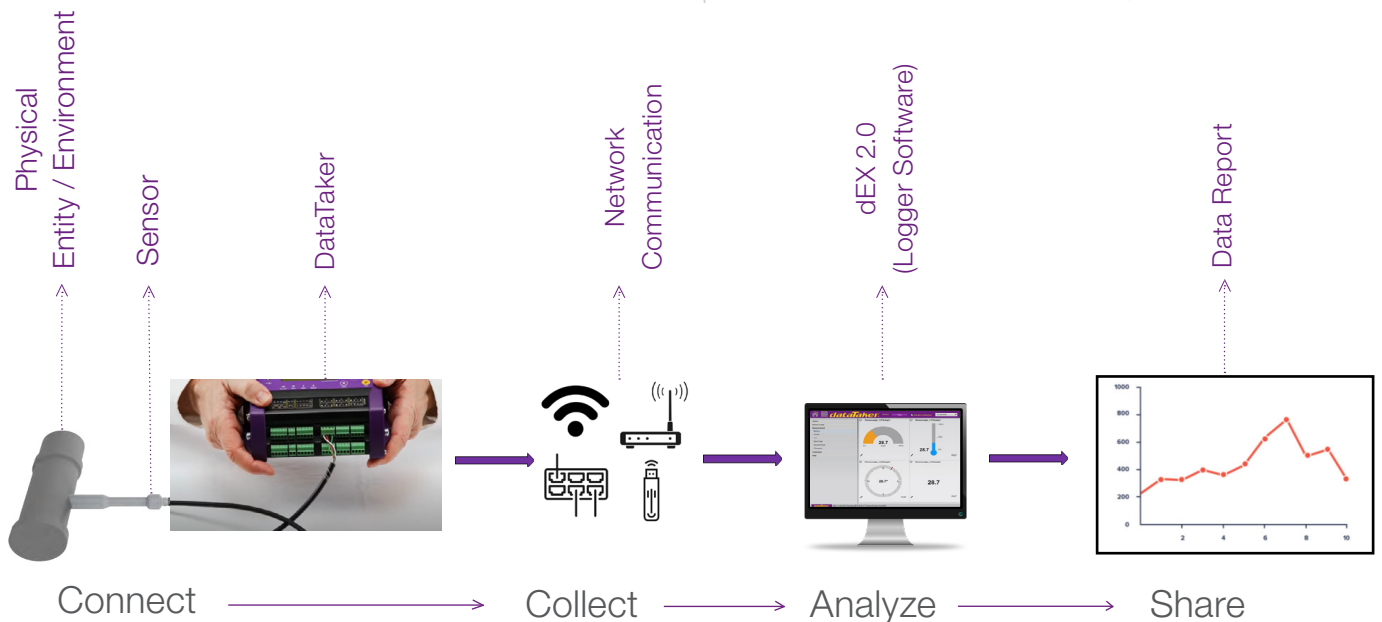 Physical
Entity / Environment
Sensor
DataTaker
Network
Communication
dEX 2.0
(Logger Software)
Data Report
dataTaker
28.7
28.7
28.7
1000
800
600
400
200
0
2
4
6
8
10
Connect
Collect
Analyze
Share